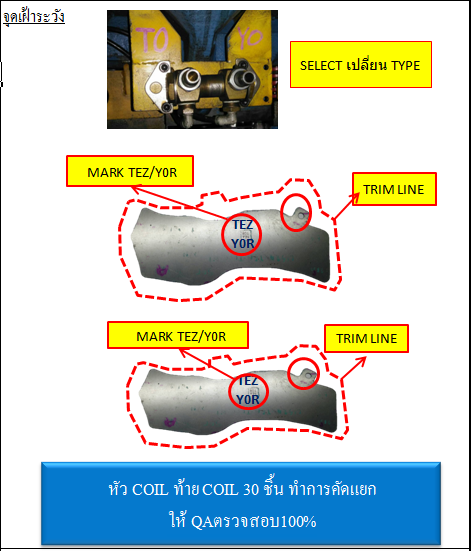 จุดเฝ้าระวัง
TO YO
SELECT เปลี่ยน TYPE
MARK TEZ/Y0R
TRIM LINE
TEZ
Y0R
MARK TEZ/Y0R
TRIM LINE
TEZ
Y0R
หัว COIL ท้าย COIL 30 ชิ้น ทำการคัดแยก
ให้ QAตรวจสอบ100%